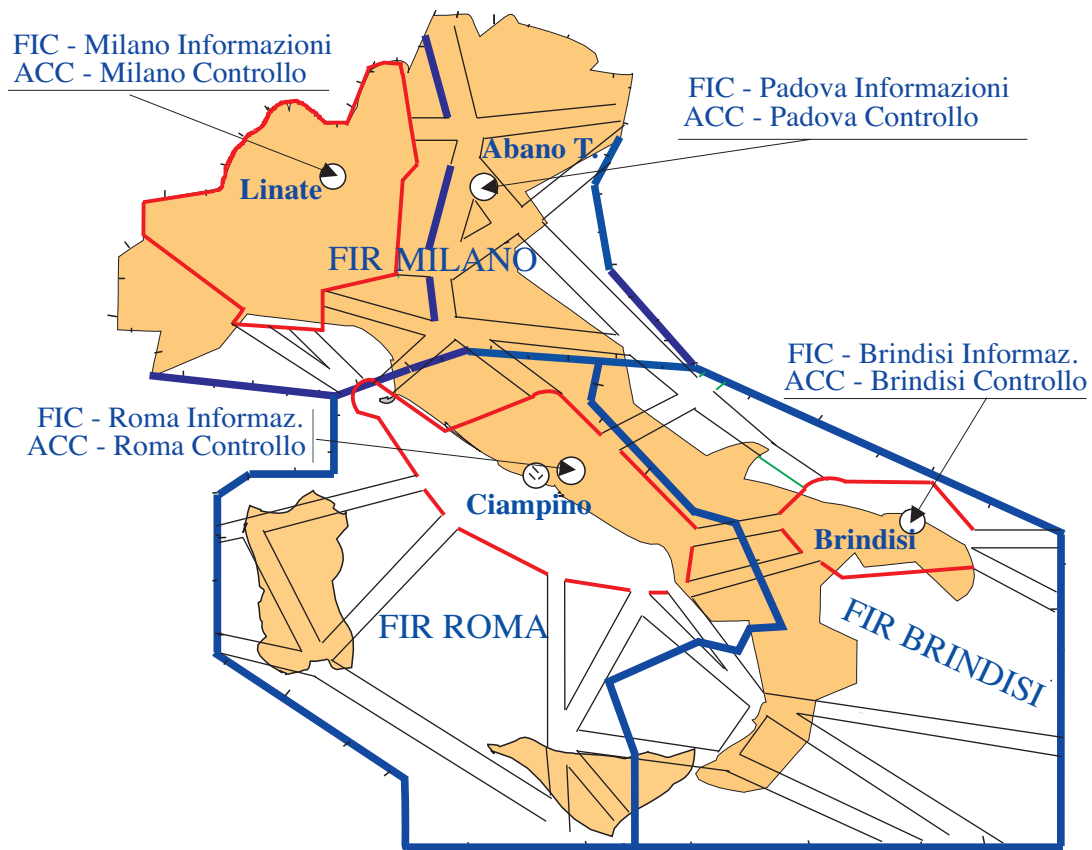 FIC - Milano Informazioni
ACC - Milano Controllo
FIC - Padova Informazioni
ACC - Padova Controllo
Abano T.
Linate
FIR MILANO
FIC - Brindisi Informaz.
ACC - Brindisi Controllo
FIC - Roma Informaz.
ACC - Roma Controllo
Ciampino
Brindisi
FIR ROMA
FIR BRINDISI